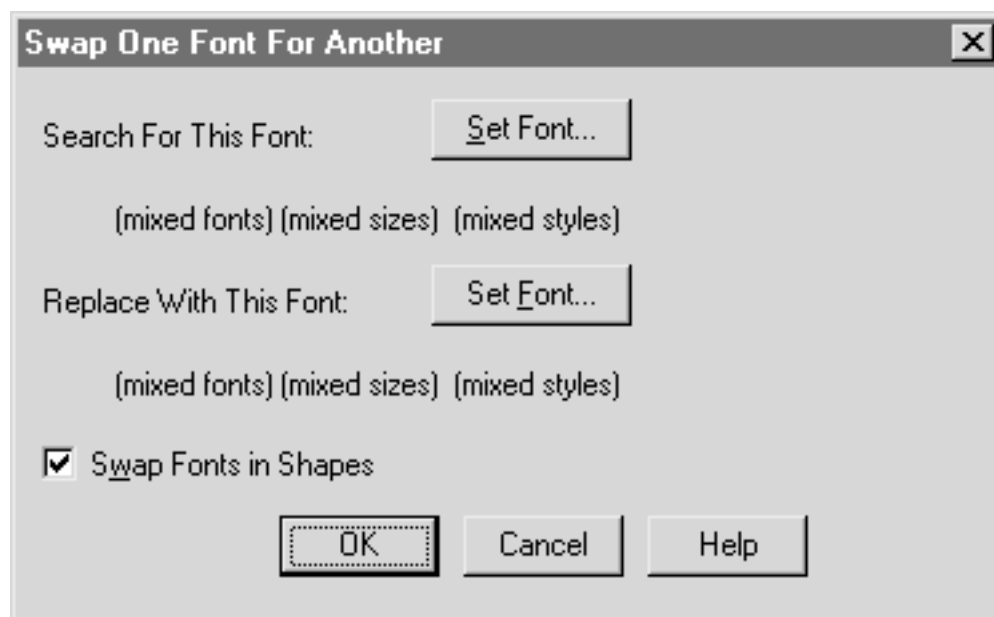 Swap One Font For Another
Search For This Font: Set Font...
(mixed fonts) (mixed sizes) (mixed styles)
Replace With This Font: Set Font...
(mixed fonts) (mixed sizes) (mixed styles)
Swap Fonts in Shapes
OK Cancel Help